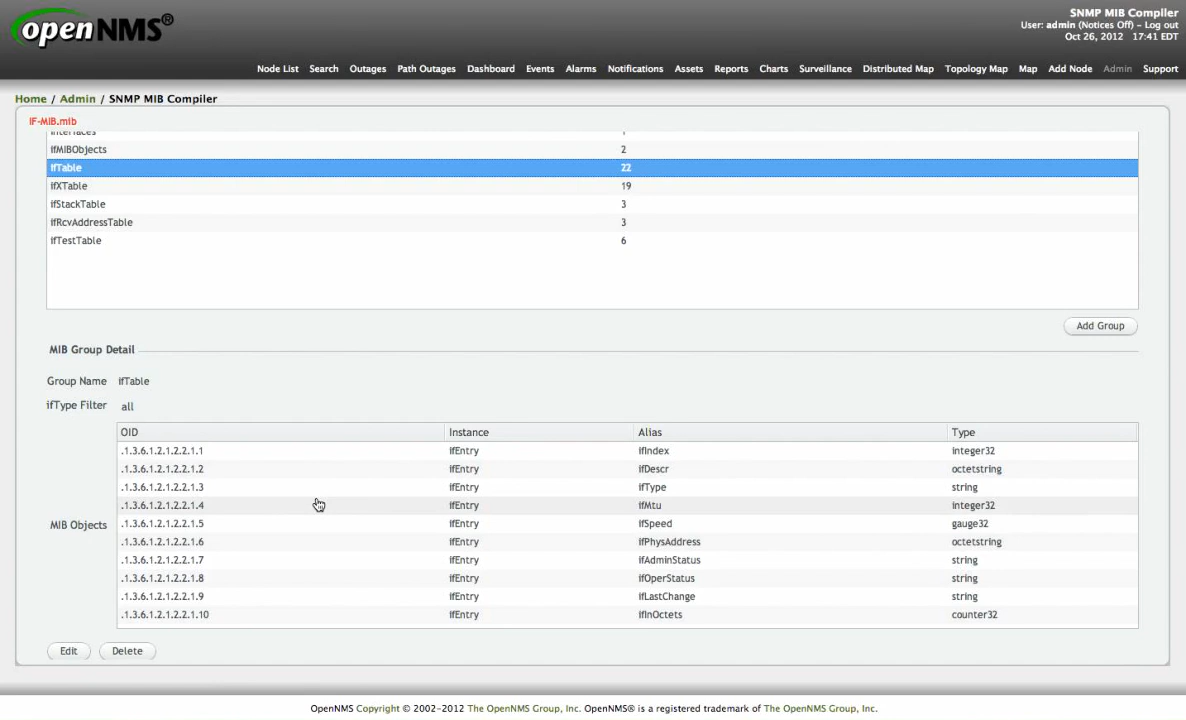 openNMS®
SNMP MIB Compiler
User: admin (Notices Off) - Log out
Oct 26, 2012 17:41 EDT
Node List Search Outages Path Outages Dashboard Events Alarms Notifications Assets Reports Charts Surveillance Distributed Map Topology Map Map Add Node Admin Support
Home / Admin / SNMP MIB Compiler
IF-MIB.mib
interfaces 1
ifMIBObjects 2
ifTable 22
ifXTable 19
ifStackTable 3
ifRcvAddressTable 3
ifTestTable 6
Add Group
MIB Group Detail
Group Name ifTable
ifType Filter all
OID Instance Alias Type
.1.3.6.1.2.1.2.2.1.1 ifEntry ifIndex integer32
.1.3.6.1.2.1.2.2.1.2 ifEntry ifDescr octetstring
.1.3.6.1.2.1.2.2.1.3 ifEntry ifType string
.1.3.6.1.2.1.2.2.1.4 ifEntry ifMtu integer32
MIB Objects .1.3.6.1.2.1.2.2.1.5 ifEntry ifSpeed gauge32
.1.3.6.1.2.1.2.2.1.6 ifEntry ifPhysAddress octetstring
.1.3.6.1.2.1.2.2.1.7 ifEntry ifAdminStatus string
.1.3.6.1.2.1.2.2.1.8 ifEntry ifOperStatus string
.1.3.6.1.2.1.2.2.1.9 ifEntry ifLastChange string
.1.3.6.1.2.1.2.2.1.10 ifEntry ifInOctets counter32
Edit Delete
OpenNMS Copyright © 2002-2012 The OpenNMS Group, Inc. OpenNMS® is a registered trademark of The OpenNMS Group, Inc.